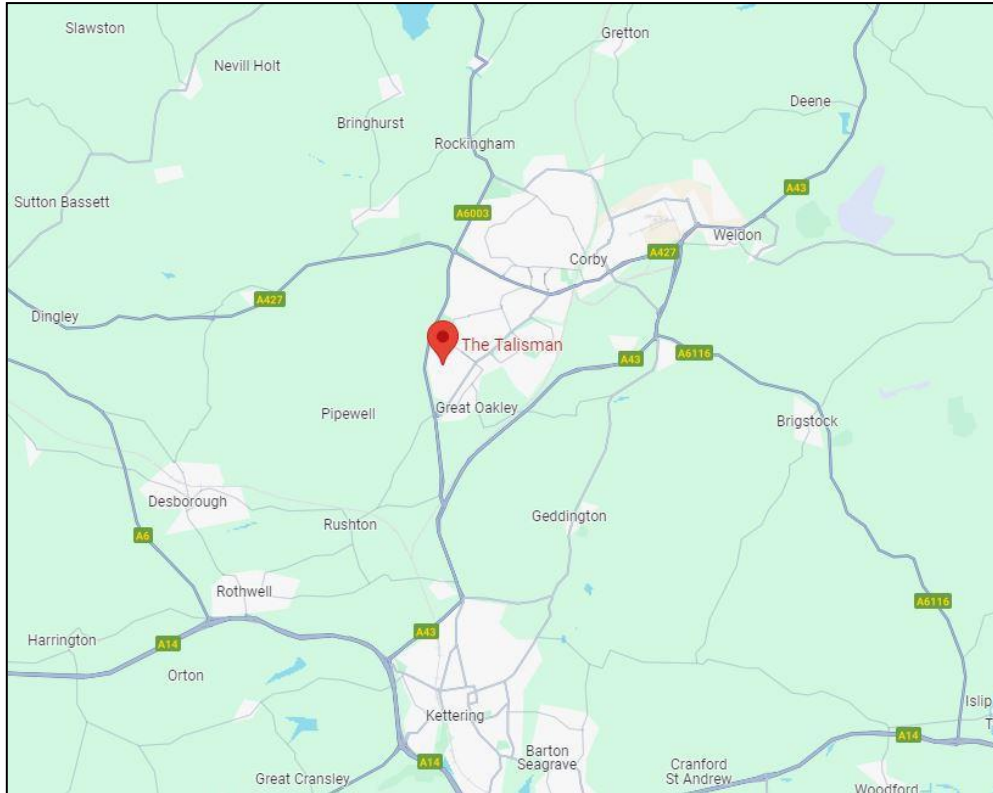 Slawston
Gretton
Nevill Holt
Deene
Bringhurst
Rockingham
A43
Sutton Bassett
A6003
Weldon
A427
Corby
A427
Dingley
The Talisman
A43
A6116
Great Oakley
Pipewell
Brigstock
Desborough
Rushton
Geddington
A6
Rothwell
A6116
A43
Harrington
A14
Orton
Islip
T
Kettering
A14
Barton
Seagrave
A14
Cranford
St Andrew
Great Cransley
Woodford